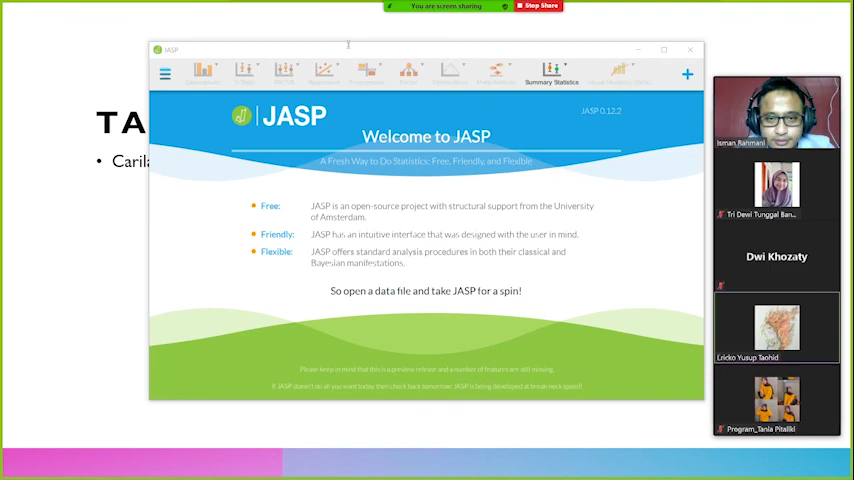 You are screen sharing
Stop Share
JASP
Summary Statistics
JASP
JASP 0.12.2
Welcome to JASP
A Fresh Way to Do Statistics: Free, Friendly, and Flexible
Free: JASP is an open-source project with structural support from the University
of Amsterdam.
Friendly: JASP has an intuitive interface that was designed with the user in mind.
Flexible: JASP offers standard analysis procedures in both their classical and
Bayesian manifestations.
So open a data file and take JASP for a spin!
Please keep in mind that this is a preview release and a number of features are still missing.
If JASP doesn't do all you want today, then check back tomorrow: JASP is being developed at break-neck speed!
TA
• Carila
Isman Rahmani
Tri Dewi Tunggal Ban...
Dwi Khozaty
Lricko Yusup Taohid
Program_Tania Pitaliki